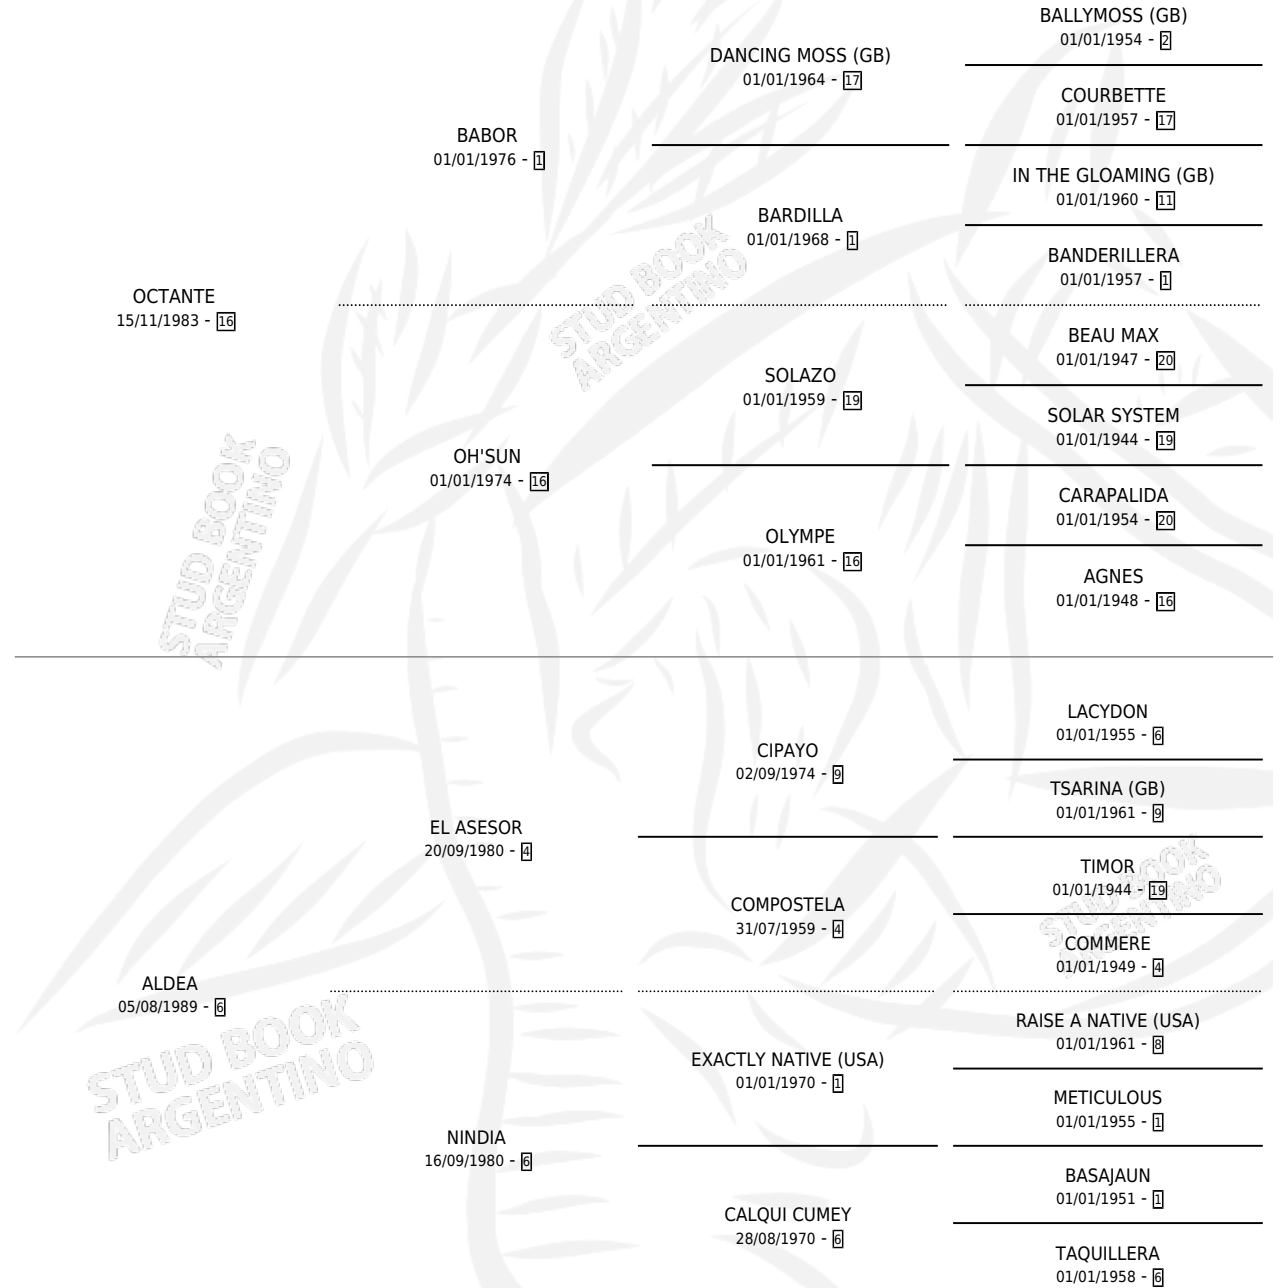 BALLYMOSS (GB)
01/01/1954 - 2
DANCING MOSS (GB)
01/01/1964 - 17
COURBETTE
01/01/1957 - 17
BABOR
01/01/1976 - 1
IN THE GLOAMING (GB)
01/01/1960 - 11
BARDILLA
01/01/1968 - 1
BANDERILLERA
01/01/1957 - 1
OCTANTE
15/11/1983 - 16
BEAU MAX
01/01/1947 - 20
SOLAZO
01/01/1959 - 19
SOLAR SYSTEM
01/01/1944 - 19
OH'SUN
01/01/1974 - 16
CARAPALIDA
01/01/1954 - 20
OLYMPE
01/01/1961 - 16
AGNES
01/01/1948 - 16
STUD BOOK
ARGENTINO
STUD BOOK
ARGENTINO
LACYDON
01/01/1955 - 6
CIPAYO
02/09/1974 - 9
TSARINA (GB)
01/01/1961 - 9
EL ASESOR
20/09/1980 - 4
TIMOR
01/01/1944 - 19
COMPOSTELA
31/07/1959 - 4
COMMERE
01/01/1949 - 4
ALDEA
05/08/1989 - 6
RAISE A NATIVE (USA)
01/01/1961 - 8
EXACTLY NATIVE (USA)
01/01/1970 - 1
METICULOUS
01/01/1955 - 1
NINDIA
16/09/1980 - 6
BASAJAUN
01/01/1951 - 1
CALQUI CUMEY
28/08/1970 - 6
TAQUILLERA
01/01/1958 - 6
STUD BOOK
ARGENTINO
STUD BOOK
ARGENTINO